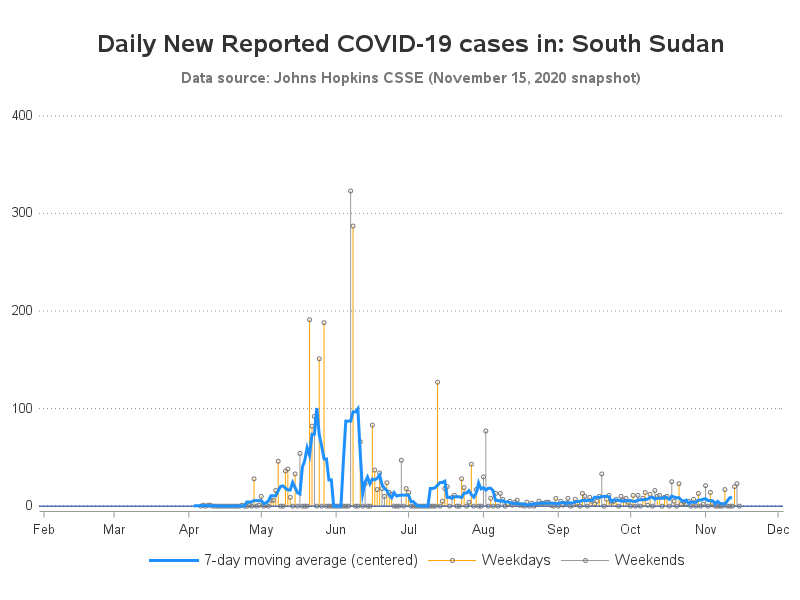 Daily New Reported COVID-19 cases in: South Sudan
Data source: Johns Hopkins CSSE (November 15, 2020 snapshot)
400
300
200
100
0
Feb Mar Apr May Jun Jul Aug Sep Oct Nov Dec
7-day moving average (centered) Weekdays Weekends